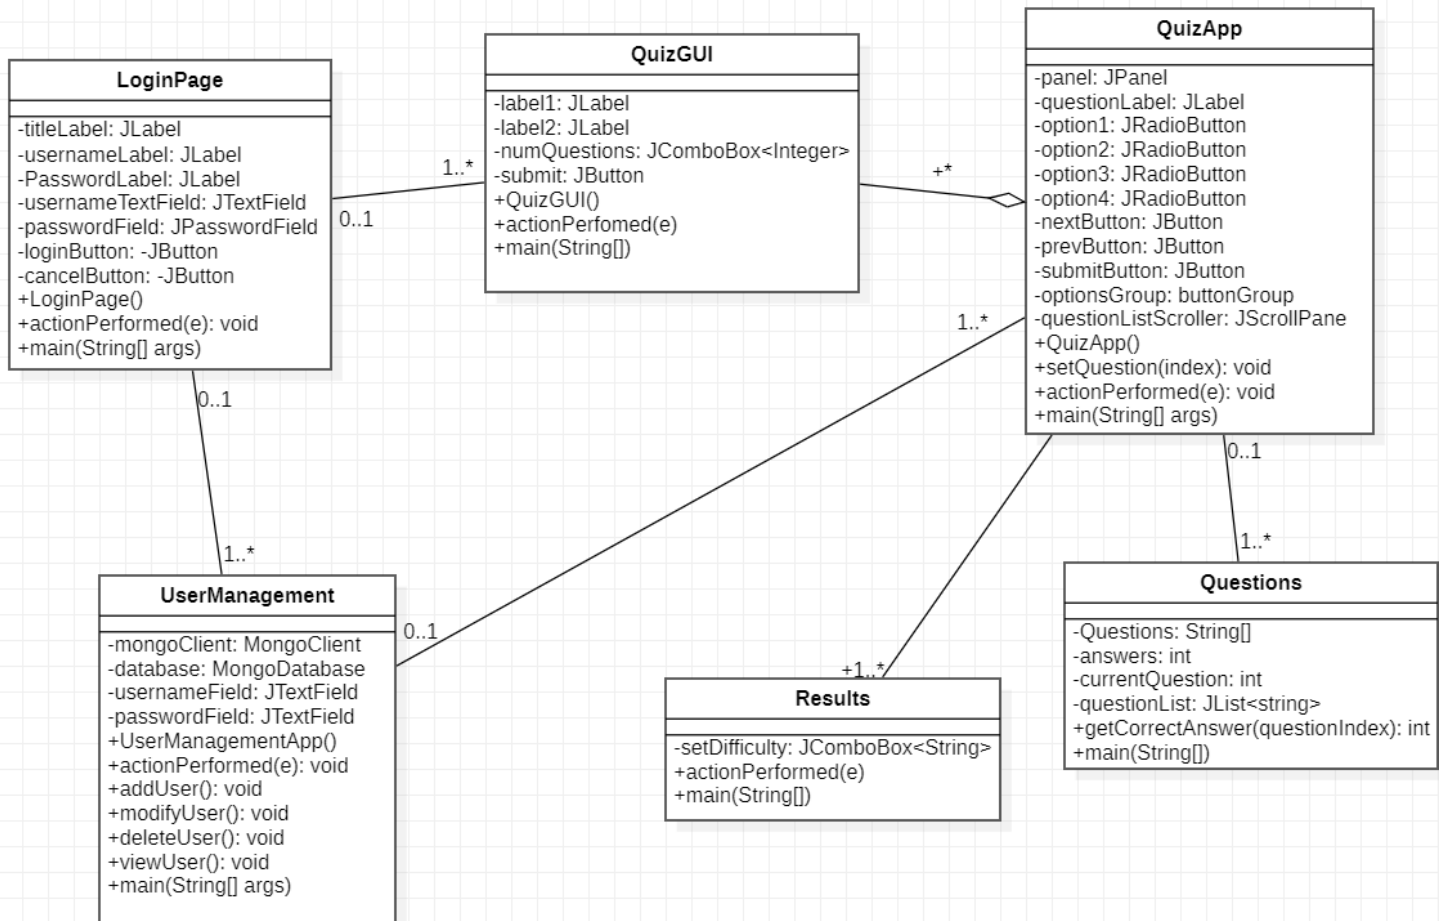 LoginPage
-titleLabel: JLabel
-usernameLabel: JLabel
-PasswordLabel: JLabel
-usernameTextField: JTextField
-passwordField: JPasswordField
-loginButton: -JButton
-cancelButton: -JButton
+LoginPage()
+actionPerformed(e): void
+main(String[] args)
0..1
1..*
QuizGUI
-label1: JLabel
-label2: JLabel
-numQuestions: JComboBox<Integer>
-submit: JButton
+QuizGUI()
+actionPerfomed(e)
+main(String[])
+*
QuizApp
-panel: JPanel
-questionLabel: JLabel
-option1: JRadioButton
-option2: JRadioButton
-option3: JRadioButton
-option4: JRadioButton
-nextButton: JButton
-prevButton: JButton
-submitButton: JButton
-optionsGroup: buttonGroup
-questionListScroller: JScrollPane
+QuizApp()
+setQuestion(index): void
+actionPerformed(e): void
+main(String[] args)
1..*
0..1
0..1
1..*
UserManagement
-mongoClient: MongoClient
-database: MongoDatabase
-usernameField: JTextField
-passwordField: JTextField
+UserManagementApp()
+actionPerformed(e): void
+addUser(): void
+modifyUser(): void
+deleteUser(): void
+viewUser(): void
+main(String[] args)
0..1
+1..*
Results
-setDifficulty: JComboBox<String>
+actionPerformed(e)
+main(String[])
1..*
Questions
-Questions: String[]
-answers: int
-currentQuestion: int
-questionList: JList<string>
+getCorrectAnswer(questionIndex): int
+main(String[])